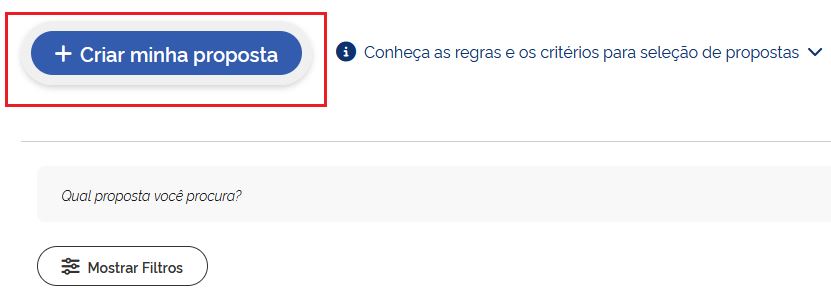 + Criar minha proposta
Conheça as regras e os critérios para seleção de propostas
Qual proposta você procura?
Mostrar Filtros